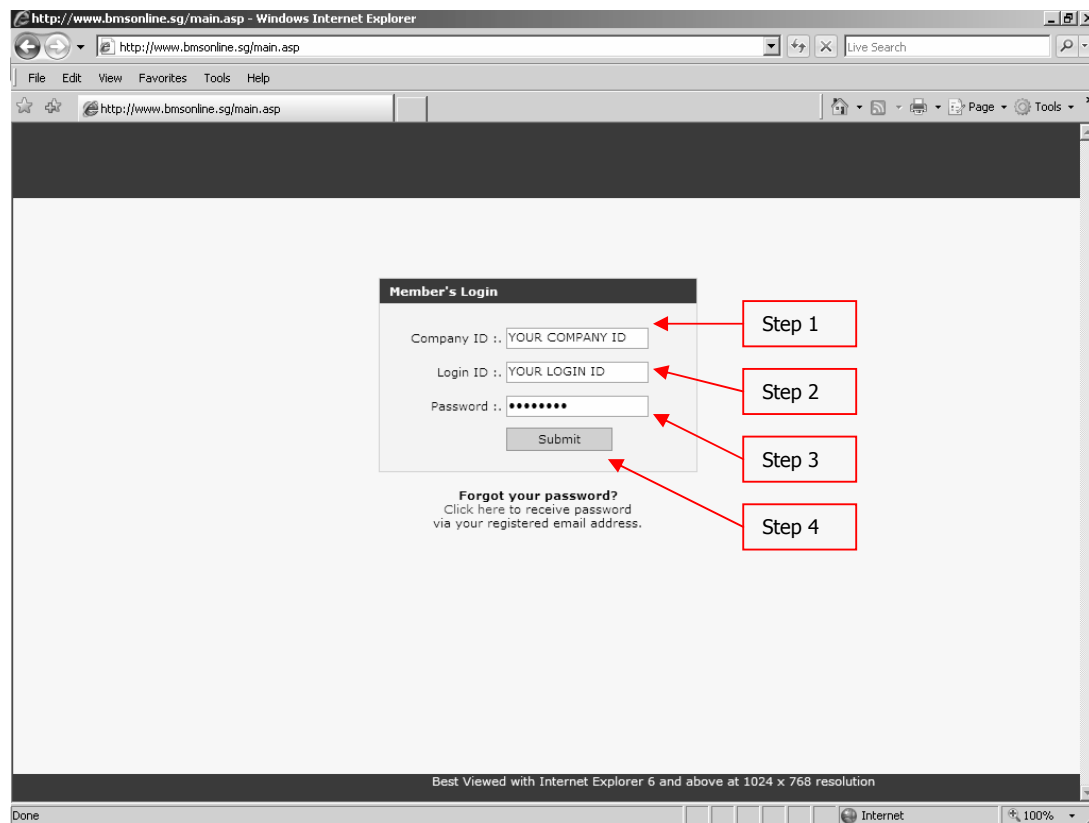 http://www.bmsonline.sg/main.asp - Windows Internet Explorer
http://www.bmsonline.sg/main.asp
Live Search
File Edit View Favorites Tools Help
http://www.bmsonline.sg/main.asp
Page Tools
Member's Login
Company ID :. YOUR COMPANY ID
Step 1
Login ID :. YOUR LOGIN ID
Step 2
Password :. ••••••••
Submit
Step 3
Forgot your password?
Click here to receive password
via your registered email address.
Step 4
Best Viewed with Internet Explorer 6 and above at 1024 x 768 resolution
Done
Internet
100%